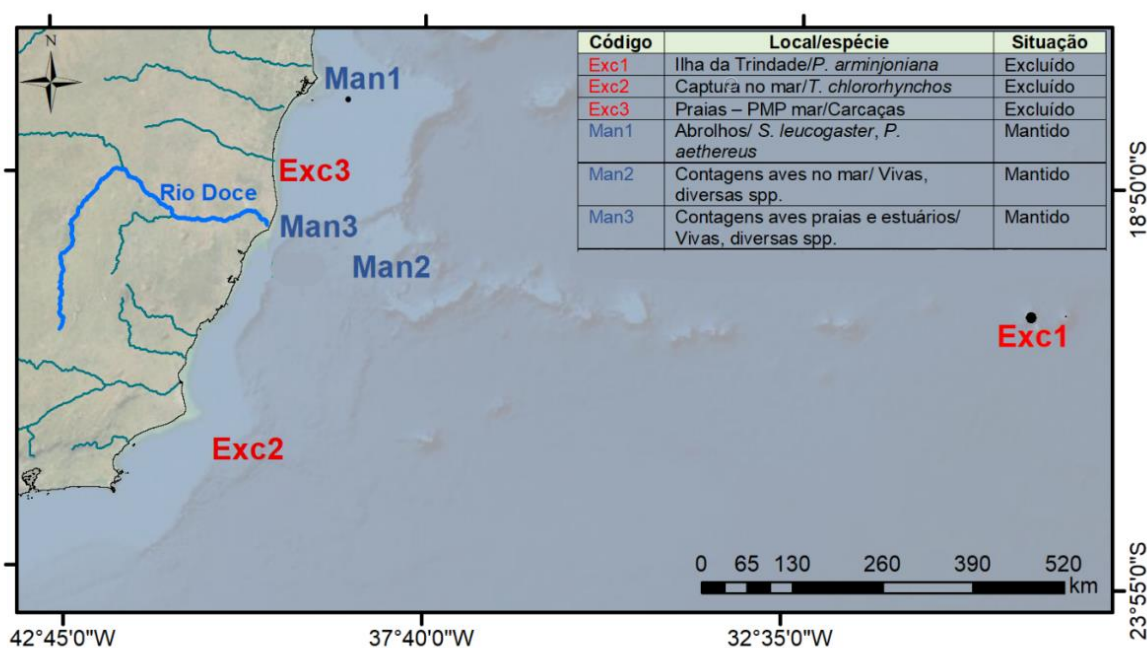 N
Man1
Exc3
Rio Doce
Man3
Man2
Exc1
Exc2
Código Local/espécie Situação
Exc1 Ilha da Trindade/P. arminjoniana Excluído
Exc2 Captura no mar/T. chlororhynchos Excluído
Exc3 Praias – PMP mar/Carcaças Excluído
Man1 Abrolhos/ S. leucogaster, P. Mantido
aethereus
Man2 Contagens aves no mar/ Vivas, Mantido
diversas spp.
Man3 Contagens aves praias e estuários/ Mantido
Vivas, diversas spp.
18°50'0"S
23°55'0"S
0 65 130 260 390 520
km
42°45'0"W 37°40'0"W 32°35'0"W